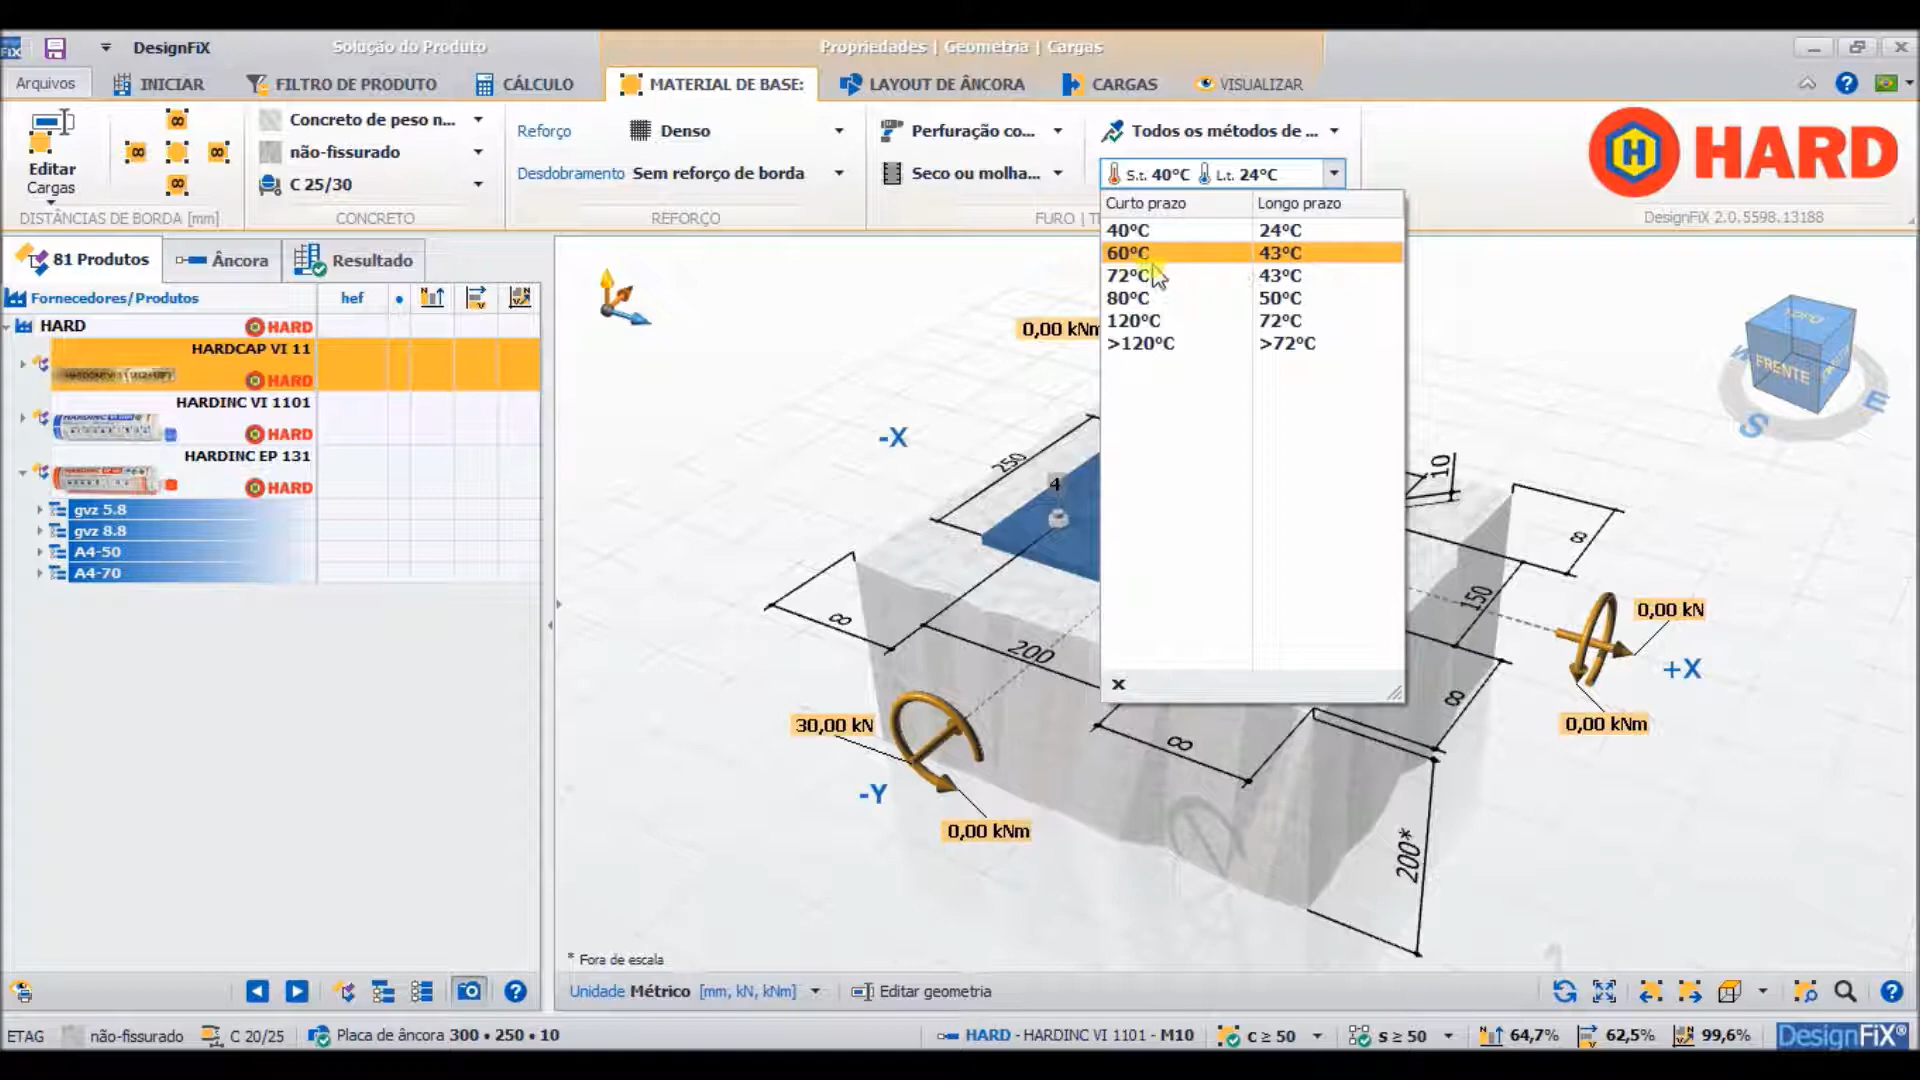 DesignFiX
Solução do Produto
Propriedades | Geometria | Cargas
Arquivos
INICIAR
FILTRO DE PRODUTO
CÁLCULO
MATERIAL DE BASE:
LAYOUT DE ÂNCORA
CARGAS
VISUALIZAR
Editar
Cargas
DISTÂNCIAS DE BORDA [mm]
Concreto de peso n...
não-fissurado
C 25/30
CONCRETO
Reforço Denso
Desdobramento Sem reforço de borda
REFORÇO
Perfuração co...
Seco ou molha...
Todos os métodos de ...
S.t. 40°C L.t. 24°C
FURO | T
HARD
DesignFiX 2.0.5598.13188
Curto prazo Longo prazo
40°C 24°C
60°C 43°C
72°C 43°C
80°C 50°C
120°C 72°C
>120°C >72°C
x
81 Produtos
Âncora
Resultado
Fornecedores/Produtos hef
HARD HARD
HARDCAP VI 11
HARD
HARDINC VI 1101
HARD
HARDINC EP 131
HARD
gvz 5.8
gvz 8.8
A4-50
A4-70
0,00 kNm
-X
250
4
10
∞
∞
150
200
0,00 kN
+X
∞
0,00 kNm
30,00 kN
∞
-Y
0,00 kNm
200*
FRENTE
TOPO
E
S
* Fora de escala
Unidade Métrico [mm, kN, kNm]
Editar geometria
ETAG não-fissurado C 20/25 Placa de âncora 300 • 250 • 10
HARD - HARDINC VI 1101 - M10 C ≥ 50 S ≥ 50 64,7% 62,5% 99,6% DesignFiX®